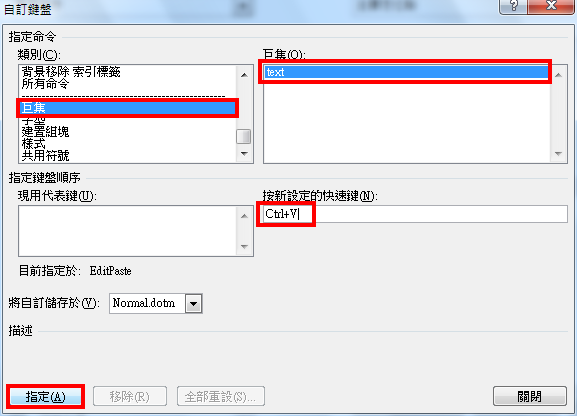 自訂鍵盤
指定命令
類別(C):
巨集(O):
背景移除 索引標籤
所有命令
巨集
text
字型
建置組塊
樣式
共用符號
指定鍵盤順序
現用代表鍵(U):
按新設定的快速鍵(N):
Ctrl+V
目前指定於: EditPaste
將自訂儲存於(V): Normal.dotm
描述
指定(A) 移除(R) 全部重設(S)... 關閉